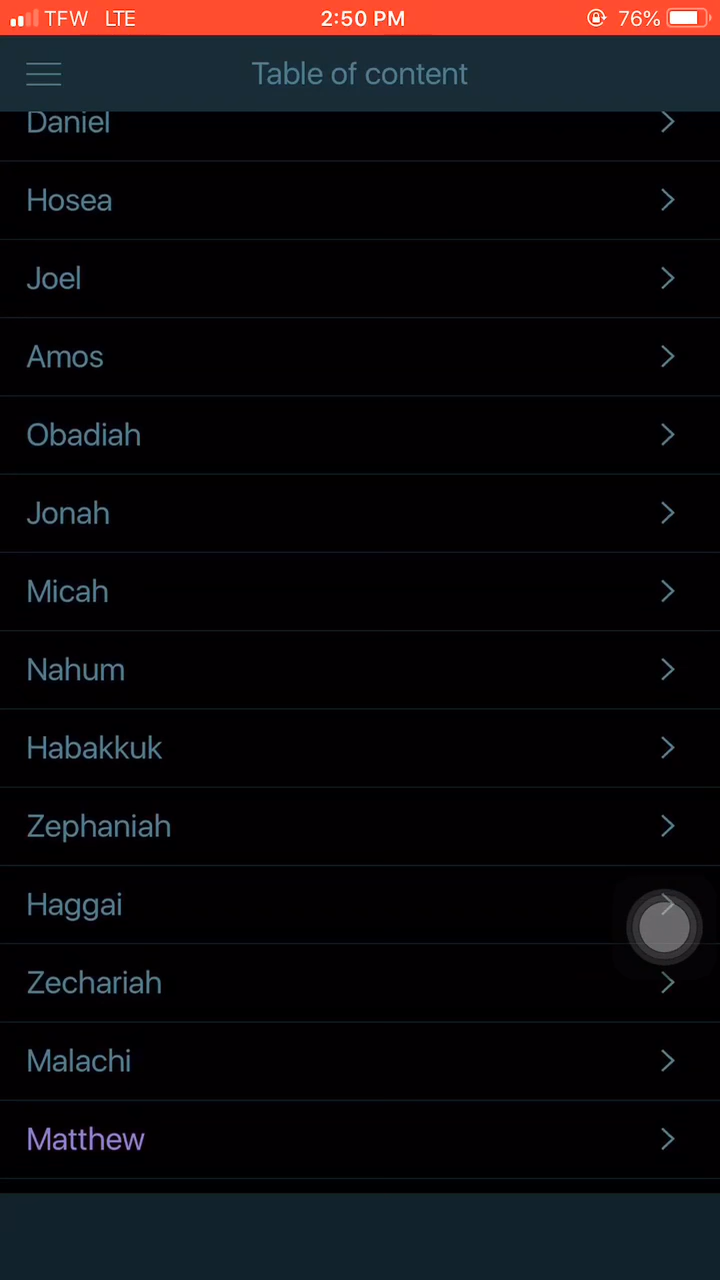 TFW LTE 2:50 PM 76%
Table of content
Daniel
Hosea
Joel
Amos
Obadiah
Jonah
Micah
Nahum
Habakkuk
Zephaniah
Haggai
Zechariah
Malachi
Matthew